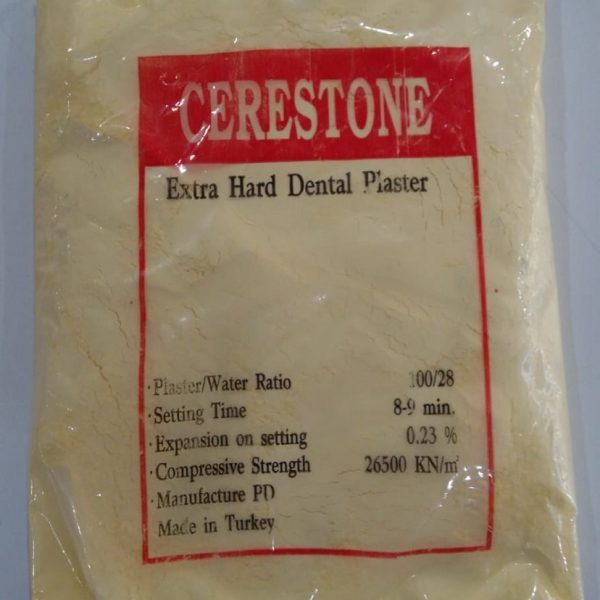 CERESTONE
Extra Hard Dental Plaster
·Plaster/Water Ratio 100/28
·Setting Time 8-9 min.
·Expansion on setting 0.23 %
·Compressive Strength 26500 KN/m²
·Manufacture PD
Made in Turkey